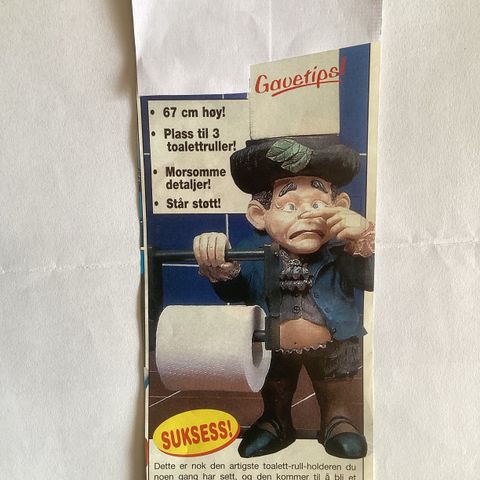 Gavetips!
• 67 cm høy!
• Plass til 3
toalettruller!
• Morsomme
detaljer!
• Står støtt!
SUKSESS!
Dette er nok den artigste toalett-rull-holderen du
noen gang har sett, og den kommer til å bli et